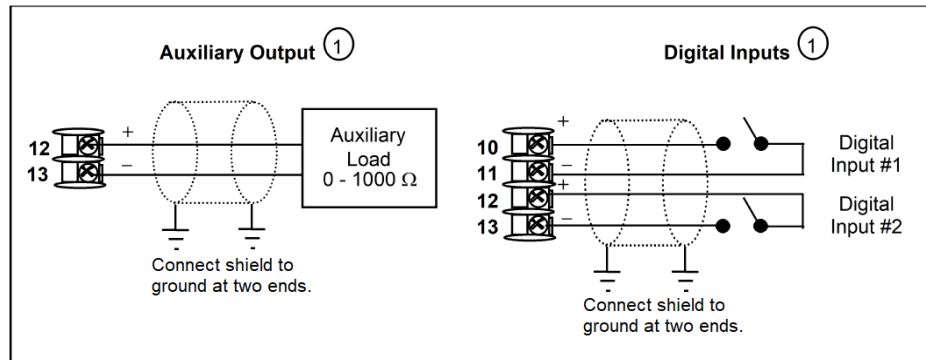 Auxiliary Output 1
12 +
13 −
Auxiliary
Load
0 - 1000 Ω
Connect shield to
ground at two ends.
Digital Inputs 1
+
10
11 −
12 +
13 −
Digital
Input #1
Digital
Input #2
Connect shield to
ground at two ends.